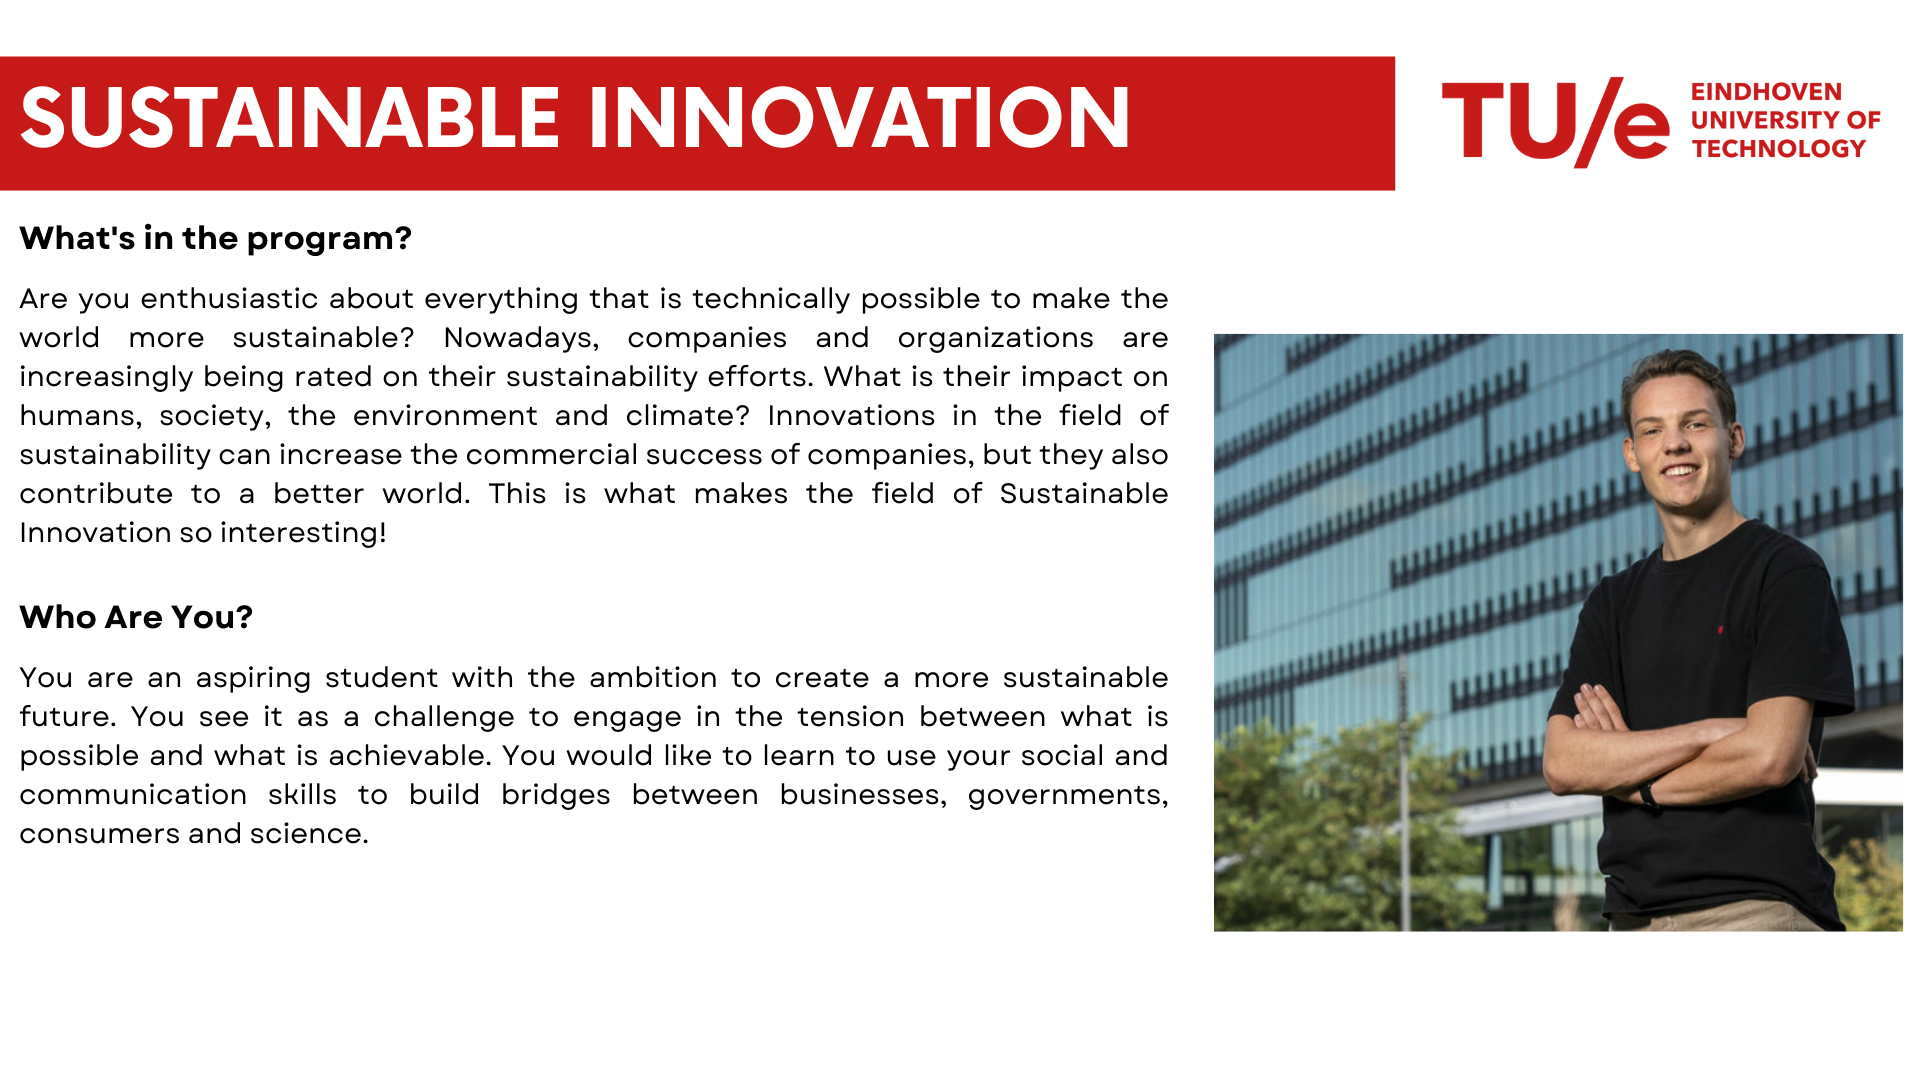 SUSTAINABLE INNOVATION
TU/e
EINDHOVEN
UNIVERSITY OF
TECHNOLOGY
What's in the program?
Are you enthusiastic about everything that is technically possible to make the
world more sustainable? Nowadays, companies and organizations are
increasingly being rated on their sustainability efforts. What is their impact on
humans, society, the environment and climate? Innovations in the field of
sustainability can increase the commercial success of companies, but they also
contribute to a better world. This is what makes the field of Sustainable
Innovation so interesting!
Who Are You?
You are an aspiring student with the ambition to create a more sustainable
future. You see it as a challenge to engage in the tension between what is
possible and what is achievable. You would like to learn to use your social and
communication skills to build bridges between businesses, governments,
consumers and science.